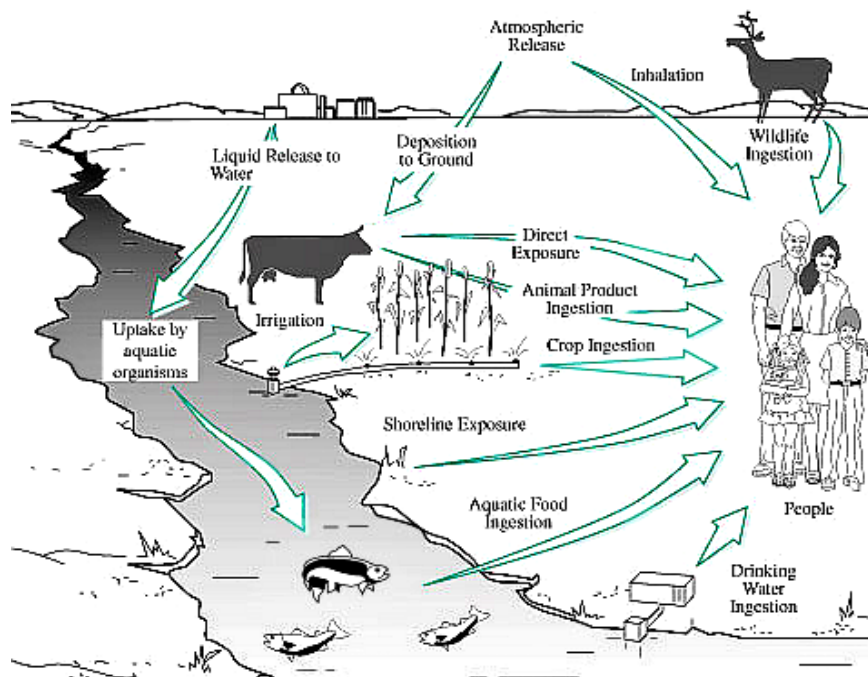 Atmospheric
Release
Inhalation
Wildlife
Ingestion
Liquid Release to
Water
Deposition
to Ground
Direct
Exposure
Animal Product
Ingestion
Irrigation
Crop Ingestion
Uptake by
aquatic
organisms
Shoreline Exposure
Aquatic Food
Ingestion
People
Drinking
Water
Ingestion